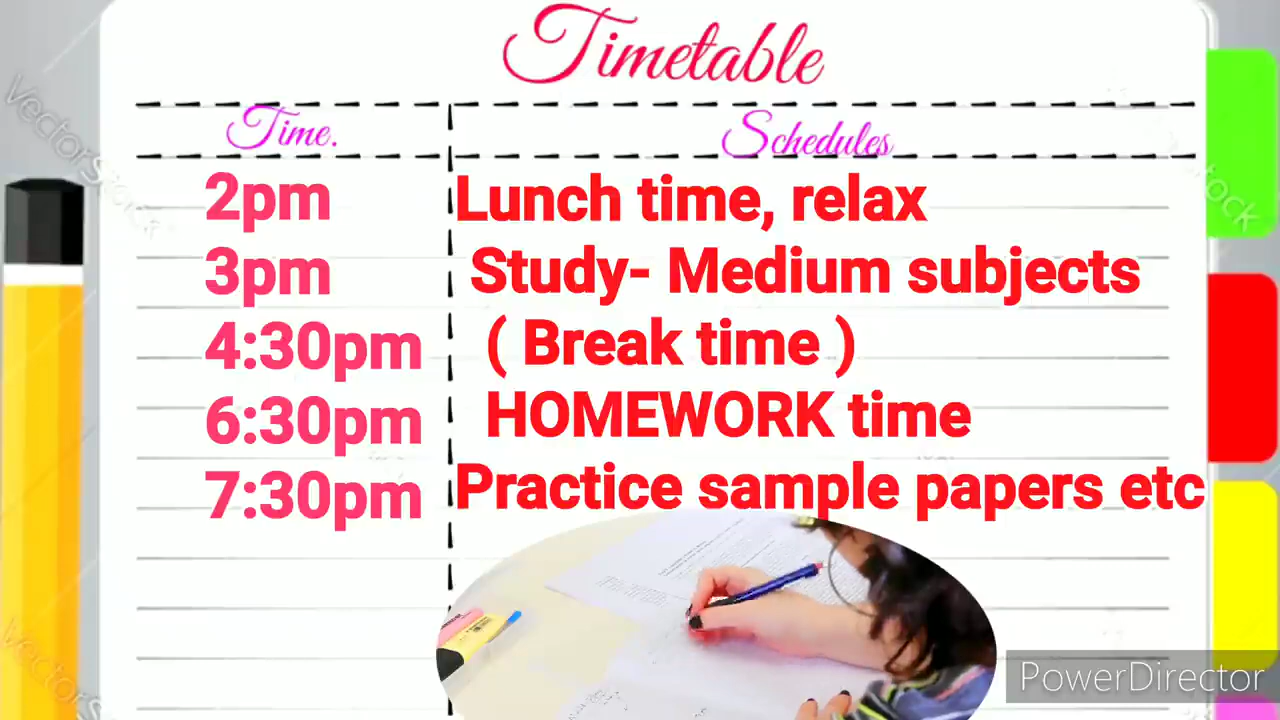 Timetable
Time. Schedules
2pm Lunch time, relax
3pm Study- Medium subjects
4:30pm ( Break time )
6:30pm HOMEWORK time
7:30pm Practice sample papers etc
VectorStock
PowerDirector